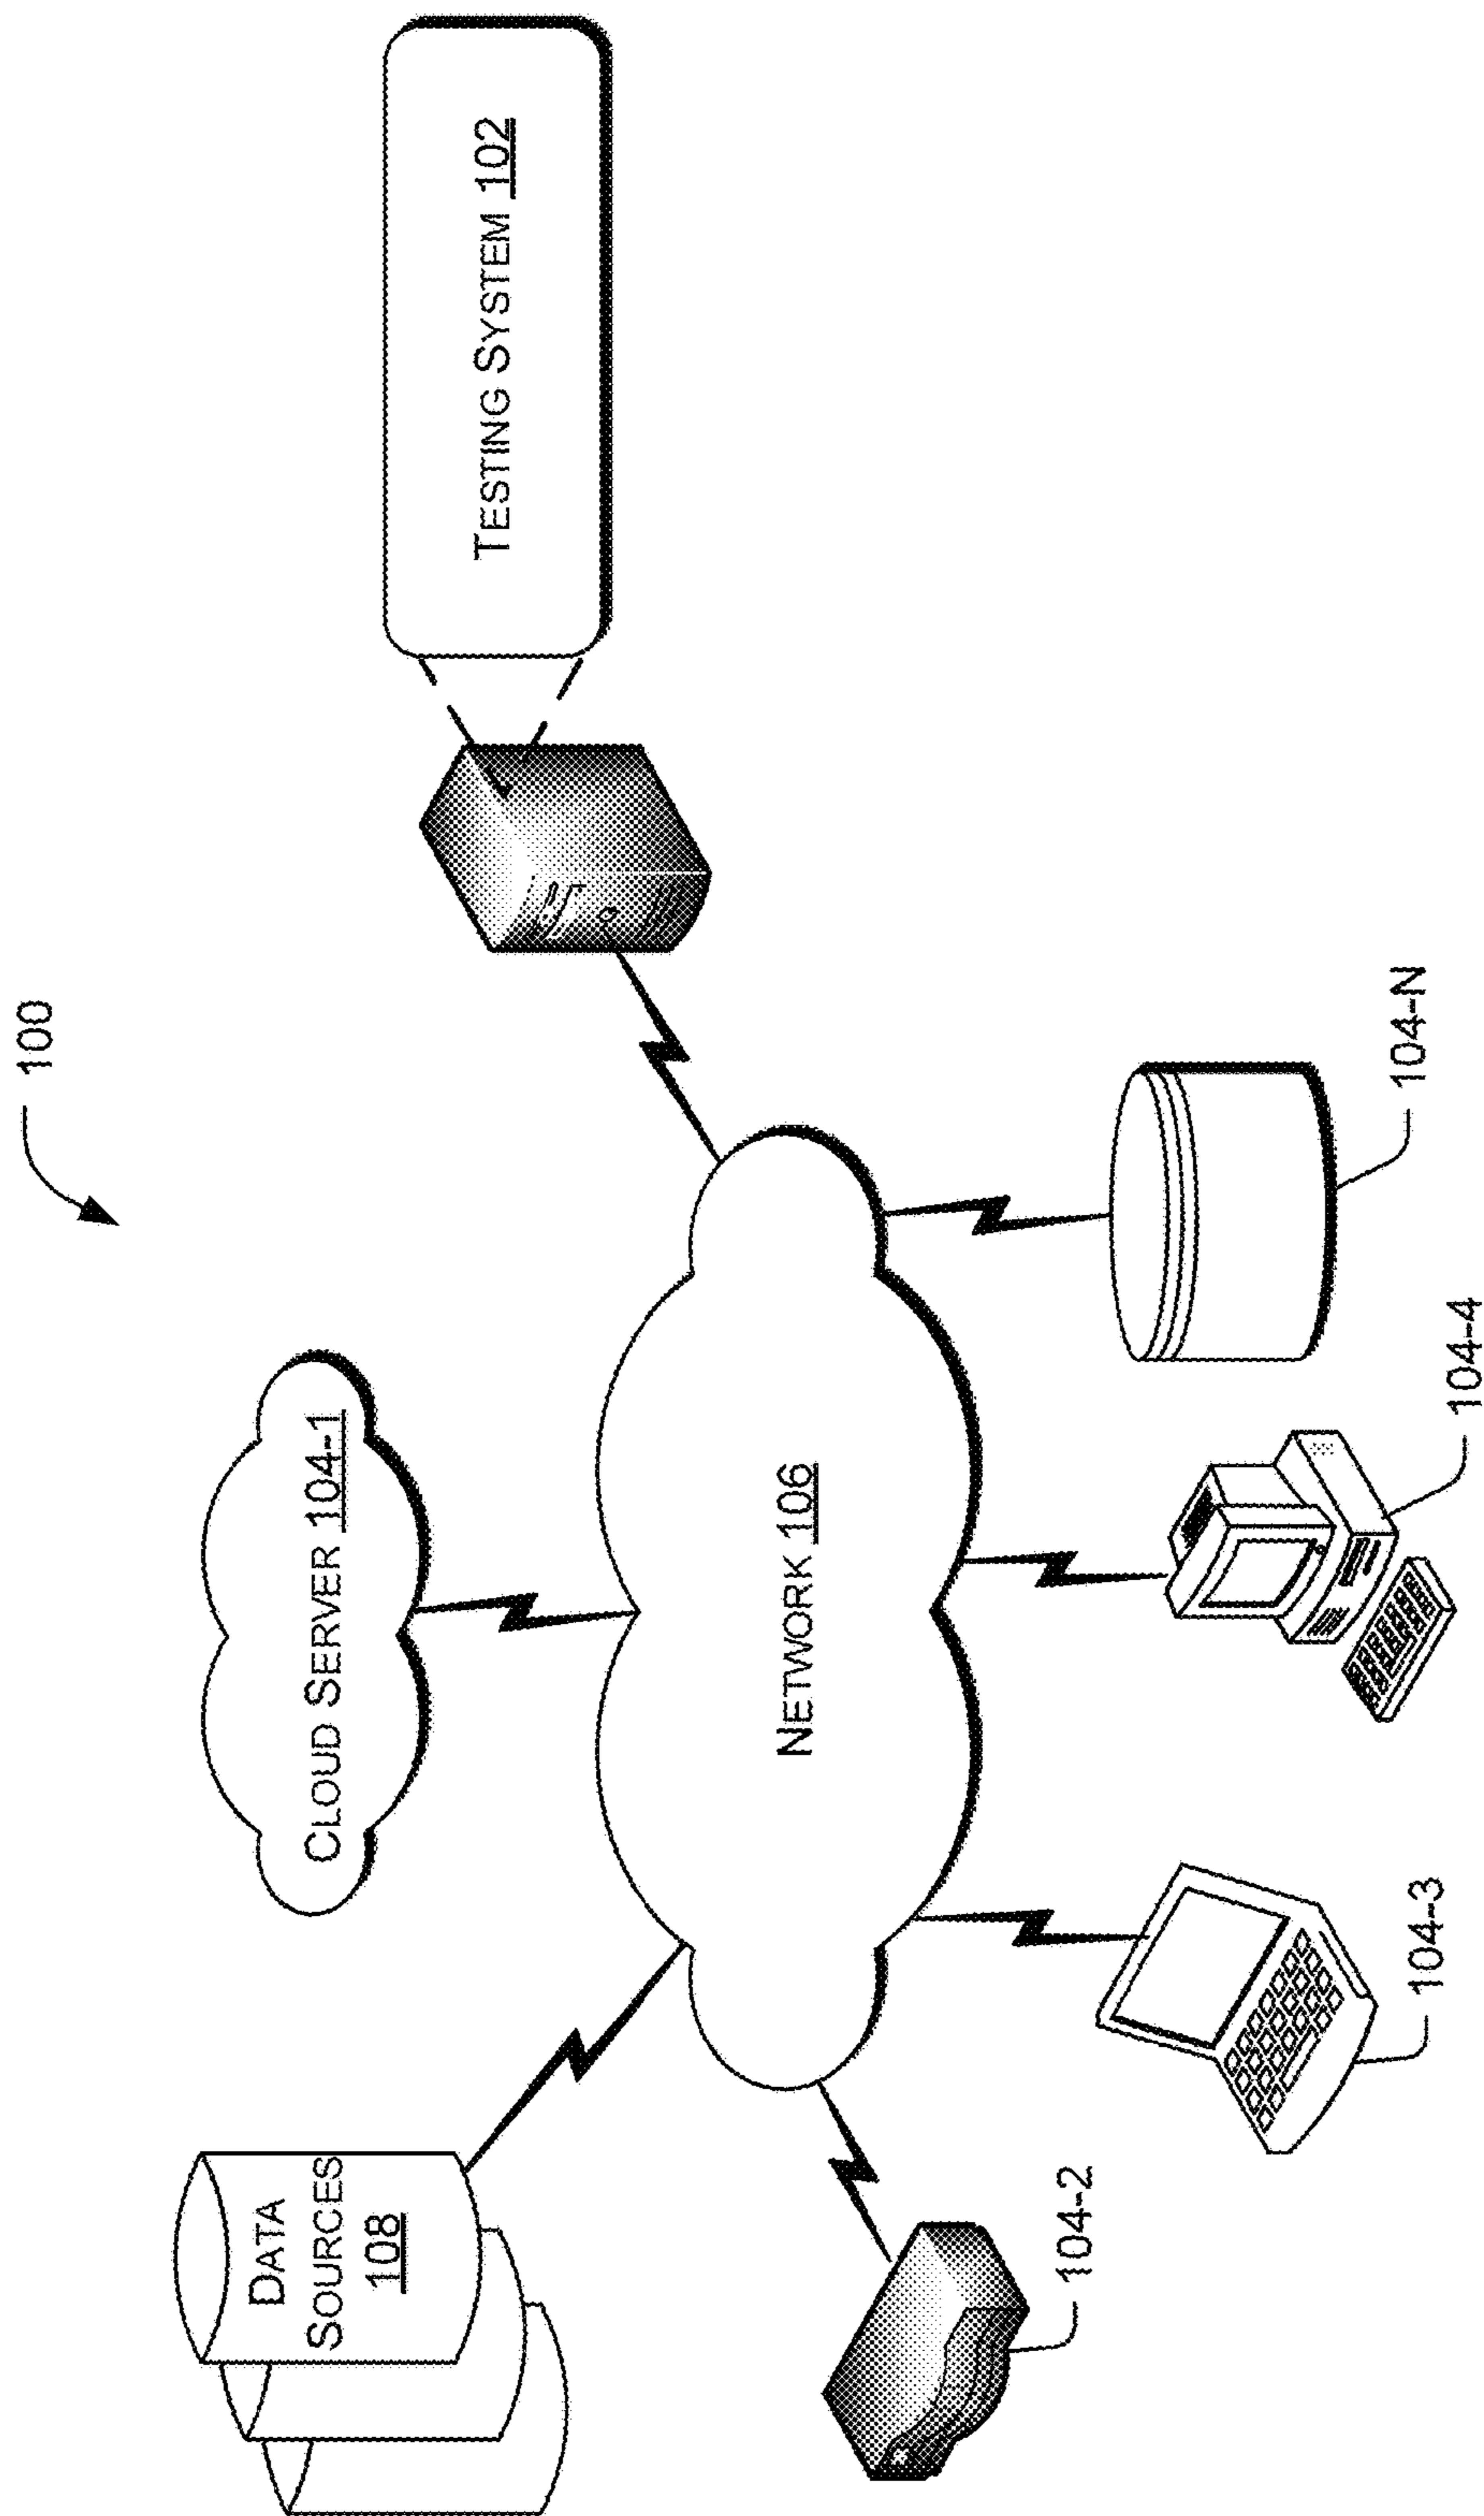 100
CLOUD SERVER 104-1
DATA
SOURCES
108
TESTING SYSTEM 102
NETWORK 106
104-2
104-3
104-4
104-N